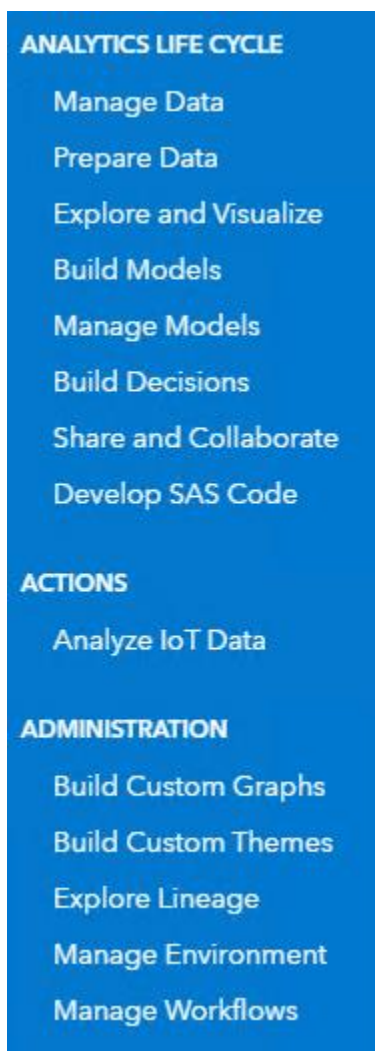 ANALYTICS LIFE CYCLE
Manage Data
Prepare Data
Explore and Visualize
Build Models
Manage Models
Build Decisions
Share and Collaborate
Develop SAS Code
ACTIONS
Analyze IoT Data
ADMINISTRATION
Build Custom Graphs
Build Custom Themes
Explore Lineage
Manage Environment
Manage Workflows